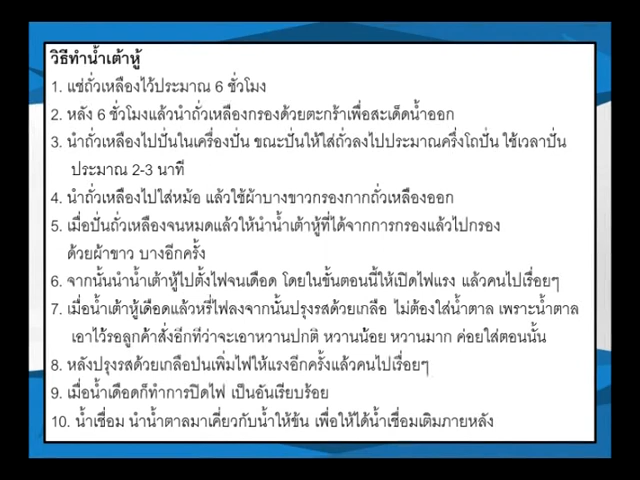 วิธีทำน้ำเต้าหู้
1. แช่ถั่วเหลืองไว้ประมาณ 6 ชั่วโมง
2. หลัง 6 ชั่วโมงแล้วนำถั่วเหลืองกรองด้วยตะกร้าเพื่อสะเด็ดน้ำออก
3. นำถั่วเหลืองไปปั่นในเครื่องปั่น ขณะปั่นให้ใส่ถั่วลงไปประมาณครึ่งโถปั่น ใช้เวลาปั่น
ประมาณ 2-3 นาที
4. นำถั่วเหลืองไปใส่หม้อ แล้วใช้ผ้าบางขาวกรองกากถั่วเหลืองออก
5. เมื่อปั่นถั่วเหลืองจนหมดแล้วให้นำน้ำเต้าหู้ที่ได้จากการกรองแล้วไปกรอง
ด้วยผ้าขาว บางอีกครั้ง
6. จากนั้นนำน้ำเต้าหู้ไปตั้งไฟจนเดือด โดยในขั้นตอนนี้ให้เปิดไฟแรง แล้วคนไปเรื่อยๆ
7. เมื่อน้ำเต้าหู้เดือดแล้วหรี่ไฟลงจากนั้นปรุงรสด้วยเกลือ ไม่ต้องใส่น้ำตาล เพราะน้ำตาล
เอาไว้รอลูกค้าสั่งอีกทีว่าจะเอาหวานปกติ หวานน้อย หวานมาก ค่อยใส่ตอนนั้น
8. หลังปรุงรสด้วยเกลือป่นเพิ่มไฟให้แรงอีกครั้งแล้วคนไปเรื่อยๆ
9. เมื่อน้ำเดือดก็ทำการปิดไฟ เป็นอันเรียบร้อย
10. น้ำเชื่อม นำน้ำตาลมาเคี่ยวกับน้ำให้ข้น เพื่อให้ได้น้ำเชื่อมเติมภายหลัง